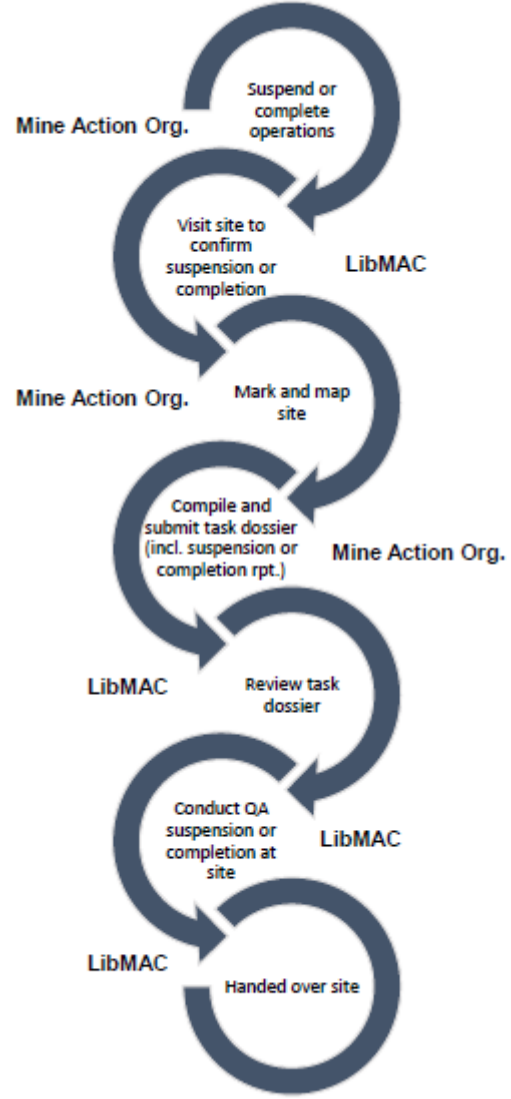 Suspend or
complete
operations
Mine Action Org.
Visit site to
confirm
suspension or
completion
LibMAC
Mine Action Org.
Mark and map
site
Compile and
submit task dossier
(incl. suspension or
completion rpt.)
Mine Action Org.
LibMAC
Review task
dossier
Conduct QA
suspension or
completion at
site
LibMAC
LibMAC
Handed over site